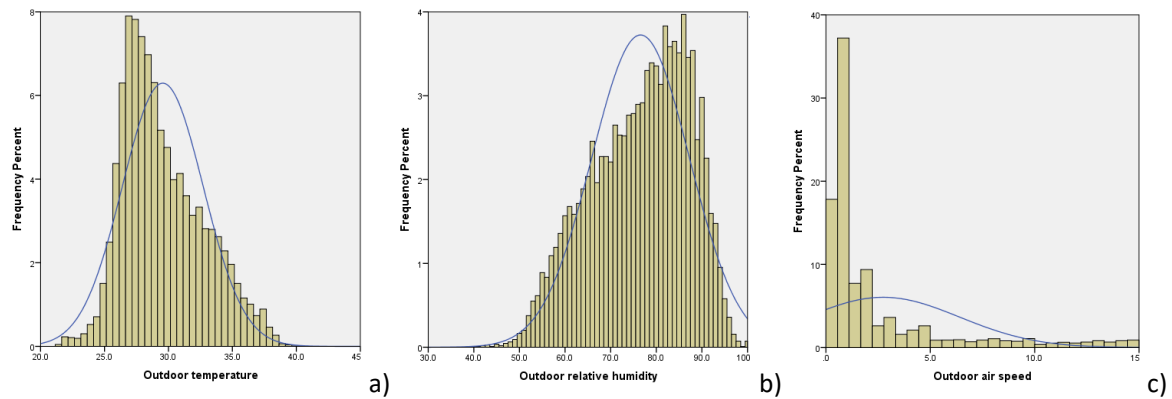 8
6
4
2
0
20.0 25.0 30.0 35.0 40.0 45
Frequency Percent
Outdoor temperature
a)
4
3
2
1
0
30.0 40.0 50.0 60.0 70.0 80.0 90.0 100
Frequency Percent
Outdoor relative humidity
b)
40
30
20
10
0
.0 5.0 10.0 15
Frequency Percent
Outdoor air speed
c)